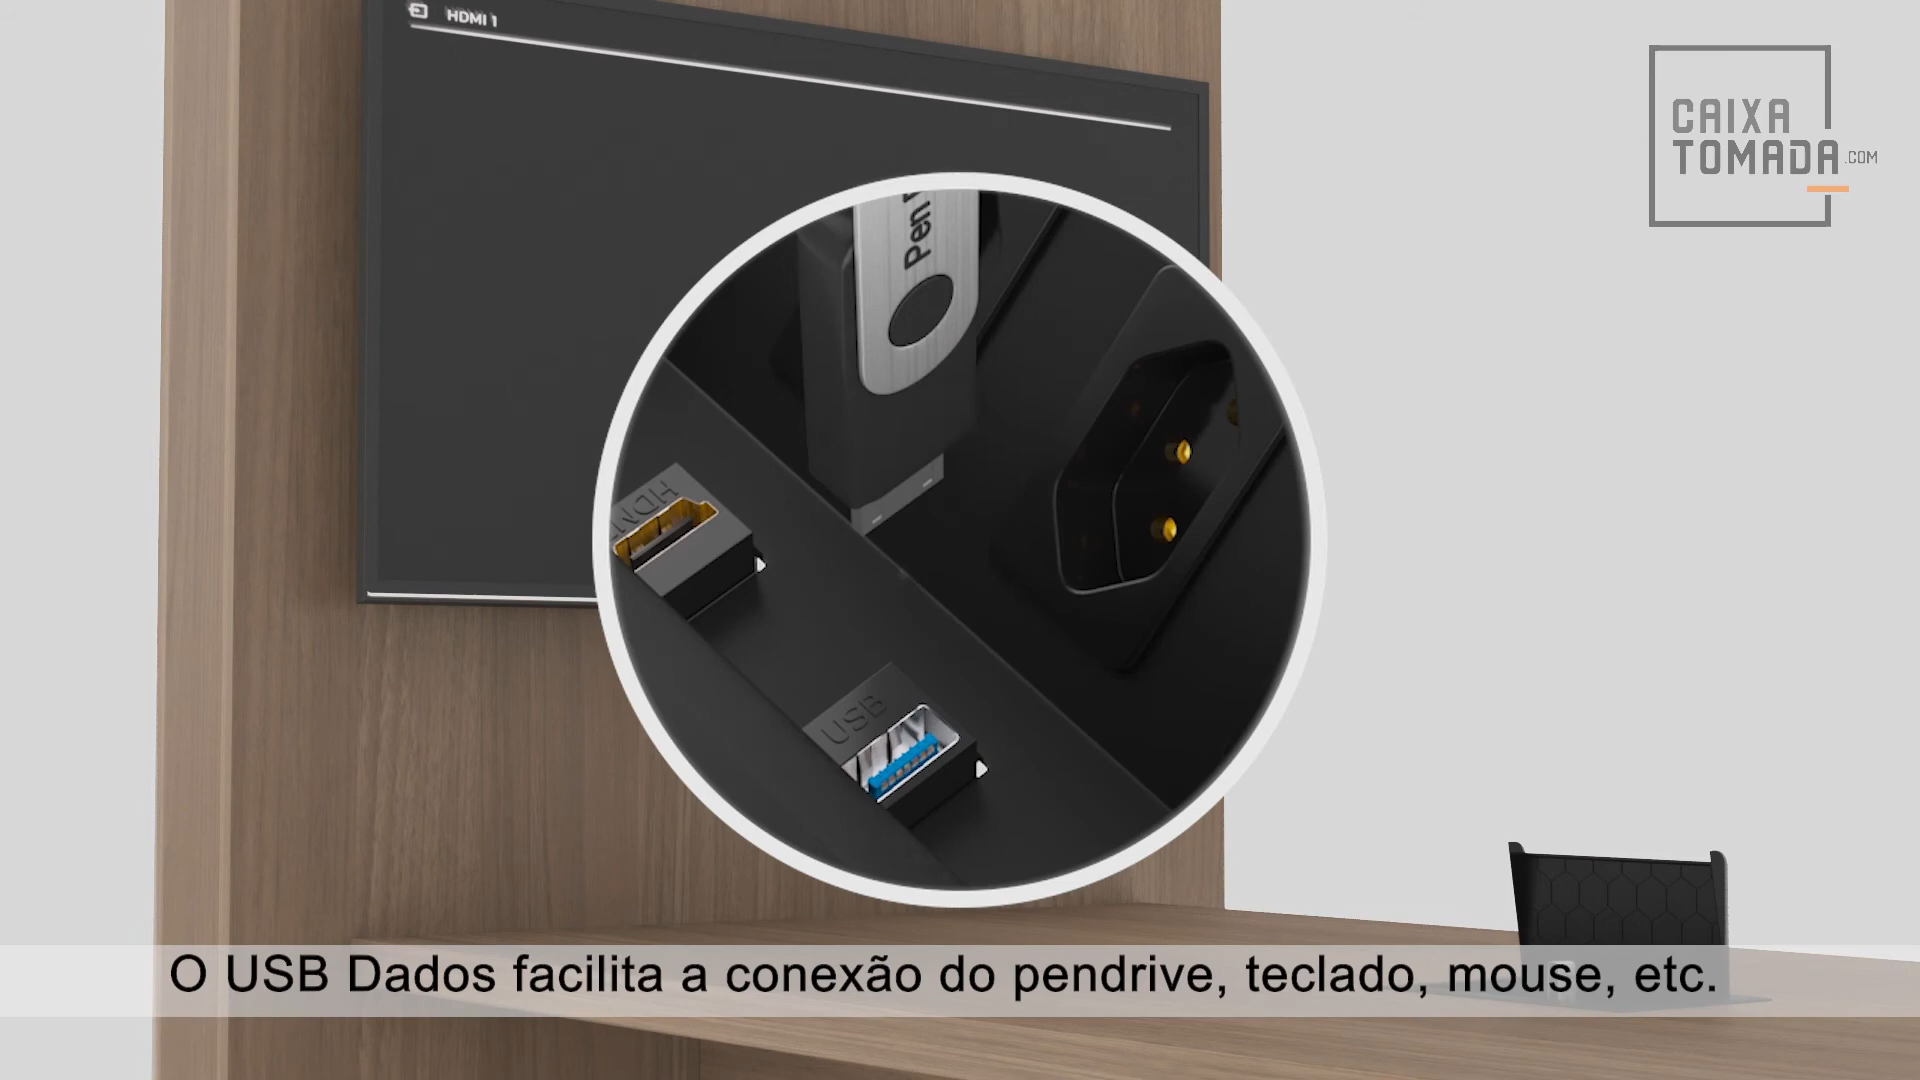 HDMI 1
CAIXA
TOMADA.COM
Pen
HDMI
USB
O USB Dados facilita a conexão do pendrive, teclado, mouse, etc.